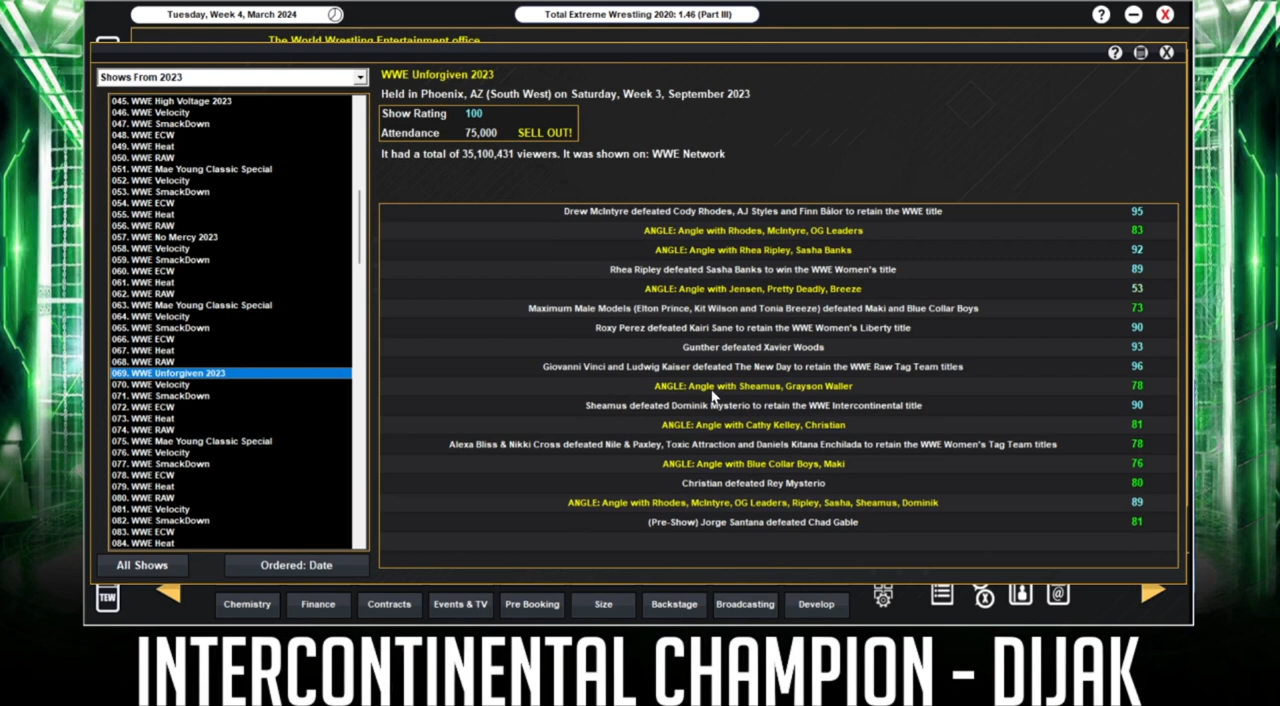 Tuesday, Week 4, March 2024
Total Extreme Wrestling 2020: 1.46 (Part III)
?
X
The World Wrestling Entertainment office
?
X
Shows From 2023
045. WWE High Voltage 2023
046. WWE Velocity
047. WWE SmackDown
048. WWE ECW
049. WWE Heat
050. WWE RAW
051. WWE Mae Young Classic Special
052. WWE Velocity
053. WWE SmackDown
054. WWE ECW
055. WWE Heat
056. WWE RAW
057. WWE No Mercy 2023
058. WWE Velocity
059. WWE SmackDown
060. WWE ECW
061. WWE Heat
062. WWE RAW
063. WWE Mae Young Classic Special
064. WWE Velocity
065. WWE SmackDown
066. WWE ECW
067. WWE Heat
068. WWE RAW
069. WWE Unforgiven 2023
070. WWE Velocity
071. WWE SmackDown
072. WWE ECW
073. WWE Heat
074. WWE RAW
075. WWE Mae Young Classic Special
076. WWE Velocity
077. WWE SmackDown
078. WWE ECW
079. WWE Heat
080. WWE RAW
081. WWE Velocity
082. WWE SmackDown
083. WWE ECW
084. WWE Heat
All Shows
Ordered: Date
WWE Unforgiven 2023
Held in Phoenix, AZ (South West) on Saturday, Week 3, September 2023
Show Rating 100
Attendance 75,000 SELL OUT!
It had a total of 35,100,431 viewers. It was shown on: WWE Network
Drew McIntyre defeated Cody Rhodes, AJ Styles and Finn Bálor to retain the WWE title 95
ANGLE: Angle with Rhodes, McIntyre, OG Leaders 83
ANGLE: Angle with Rhea Ripley, Sasha Banks 92
Rhea Ripley defeated Sasha Banks to win the WWE Women's title 89
ANGLE: Angle with Jensen, Pretty Deadly, Breeze 53
Maximum Male Models (Elton Prince, Kit Wilson and Tonia Breeze) defeated Maki and Blue Collar Boys 73
Roxy Perez defeated Kairi Sane to retain the WWE Women's Liberty title 90
Gunther defeated Xavier Woods 93
Giovanni Vinci and Ludwig Kaiser defeated The New Day to retain the WWE Raw Tag Team titles 96
ANGLE: Angle with Sheamus, Grayson Waller 78
Sheamus defeated Dominik Mysterio to retain the WWE Intercontinental title 90
ANGLE: Angle with Cathy Kelley, Christian 81
Alexa Bliss & Nikki Cross defeated Nile & Paxley, Toxic Attraction and Daniels Kitana Enchilada to retain the WWE Women's Tag Team titles 78
ANGLE: Angle with Blue Collar Boys, Maki 76
Christian defeated Rey Mysterio 80
ANGLE: Angle with Rhodes, McIntyre, OG Leaders, Ripley, Sasha, Sheamus, Dominik 89
(Pre-Show) Jorge Santana defeated Chad Gable 81
TEW
Chemistry
Finance
Contracts
Events & TV
Pre Booking
Size
Backstage
Broadcasting
Develop
INTERCONTINENTAL CHAMPION - DIJAK